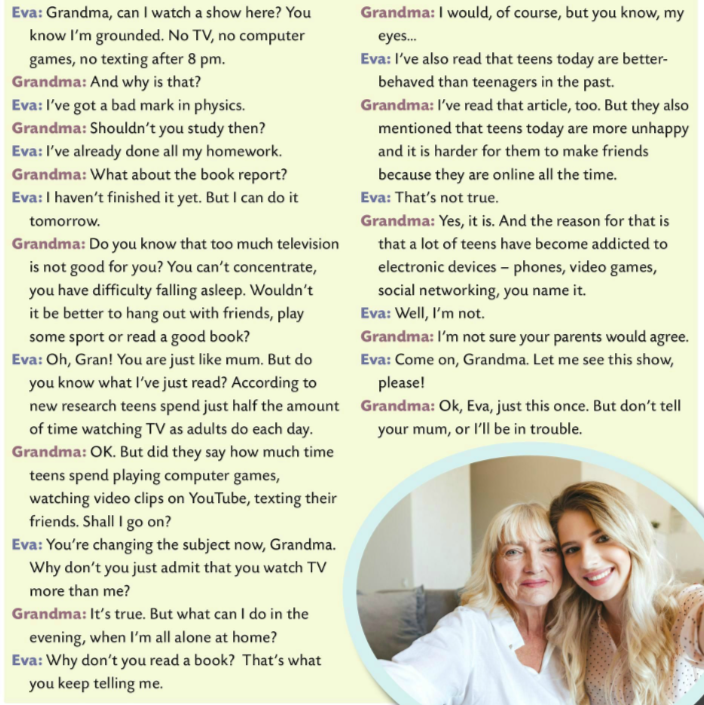 Eva: Grandma, can I watch a show here? You
know I'm grounded. No TV, no computer
games, no texting after 8 pm.
Grandma: And why is that?
Eva: I've got a bad mark in physics.
Grandma: Shouldn't you study then?
Eva: I've already done all my homework.
Grandma: What about the book report?
Eva: I haven't finished it yet. But I can do it
tomorrow.
Grandma: Do you know that too much television
is not good for you? You can't concentrate,
you have difficulty falling asleep. Wouldn't
it be better to hang out with friends, play
some sport or read a good book?
Eva: Oh, Gran! You are just like mum. But do
you know what I've just read? According to
new research teens spend just half the amount
of time watching TV as adults do each day.
Grandma: OK. But did they say how much time
teens spend playing computer games,
watching video clips on YouTube, texting their
friends. Shall I go on?
Eva: You're changing the subject now, Grandma.
Why don't you just admit that you watch TV
more than me?
Grandma: It's true. But what can I do in the
evening, when I'm all alone at home?
Eva: Why don't you read a book? That's what
you keep telling me.
Grandma: I would, of course, but you know, my
eyes...
Eva: I've also read that teens today are better-
behaved than teenagers in the past.
Grandma: I've read that article, too. But they also
mentioned that teens today are more unhappy
and it is harder for them to make friends
because they are online all the time.
Eva: That's not true.
Grandma: Yes, it is. And the reason for that is
that a lot of teens have become addicted to
electronic devices – phones, video games,
social networking, you name it.
Eva: Well, I'm not.
Grandma: I'm not sure your parents would agree.
Eva: Come on, Grandma. Let me see this show,
please!
Grandma: Ok, Eva, just this once. But don't tell
your mum, or I'll be in trouble.